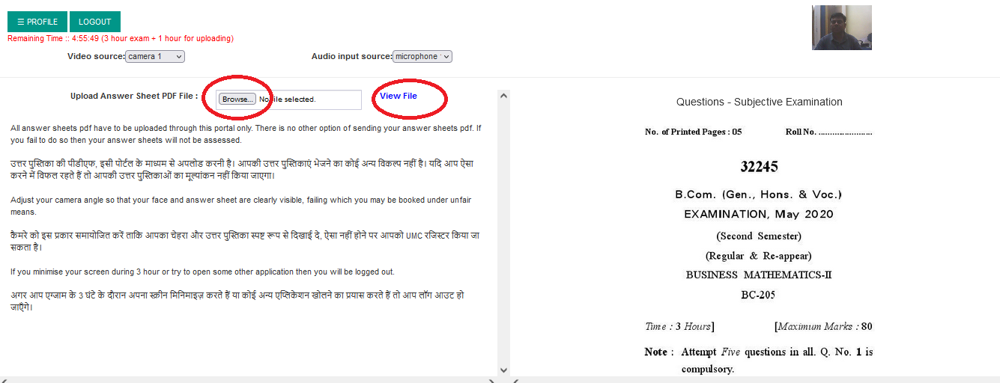 ☰ PROFILE
LOGOUT
Remaining Time :: 4:55:49 (3 hour exam + 1 hour for uploading)
Video source: camera 1
Audio input source: microphone
Upload Answer Sheet PDF File :
Browse... No file selected.
View File
All answer sheets pdf have to be uploaded through this portal only. There is no other option of sending your answer sheets pdf. If
you fail to do so then your answer sheets will not be assessed.
उत्तर पुस्तिका की पीडीएफ, इसी पोर्टल के माध्यम से अपलोड करनी है। आपकी उत्तर पुस्तिकाएं भेजने का कोई अन्य विकल्प नहीं है। यदि आप ऐसा
करने में विफल रहते हैं तो आपकी उत्तर पुस्तिकाओं का मूल्यांकन नहीं किया जाएगा।
Adjust your camera angle so that your face and answer sheet are clearly visible, failing which you may be booked under unfair
means.
कैमरे को इस प्रकार समायोजित करें ताकि आपका चेहरा और उत्तर पुस्तिका स्पष्ट रूप से दिखाई दे, ऐसा नहीं होने पर आपको UMC रजिस्टर किया जा
सकता है।
If you minimise your screen during 3 hour or try to open some other application then you will be logged out.
अगर आप एग्जाम के 3 घंटे के दौरान अपना स्क्रीन मिनिमाइज़ करते हैं या कोई अन्य एप्लिकेशन खोलने का प्रयास करते हैं तो आप लॉग आउट हो
जाएँगे।
Questions - Subjective Examination
No. of Printed Pages : 05 Roll No. ......................
32245
B.Com. (Gen., Hons. & Voc.)
EXAMINATION, May 2020
(Second Semester)
(Regular & Re-appear)
BUSINESS MATHEMATICS-II
BC-205
Time : 3 Hours] [Maximum Marks : 80
Note : Attempt Five questions in all. Q. No. 1 is
compulsory.